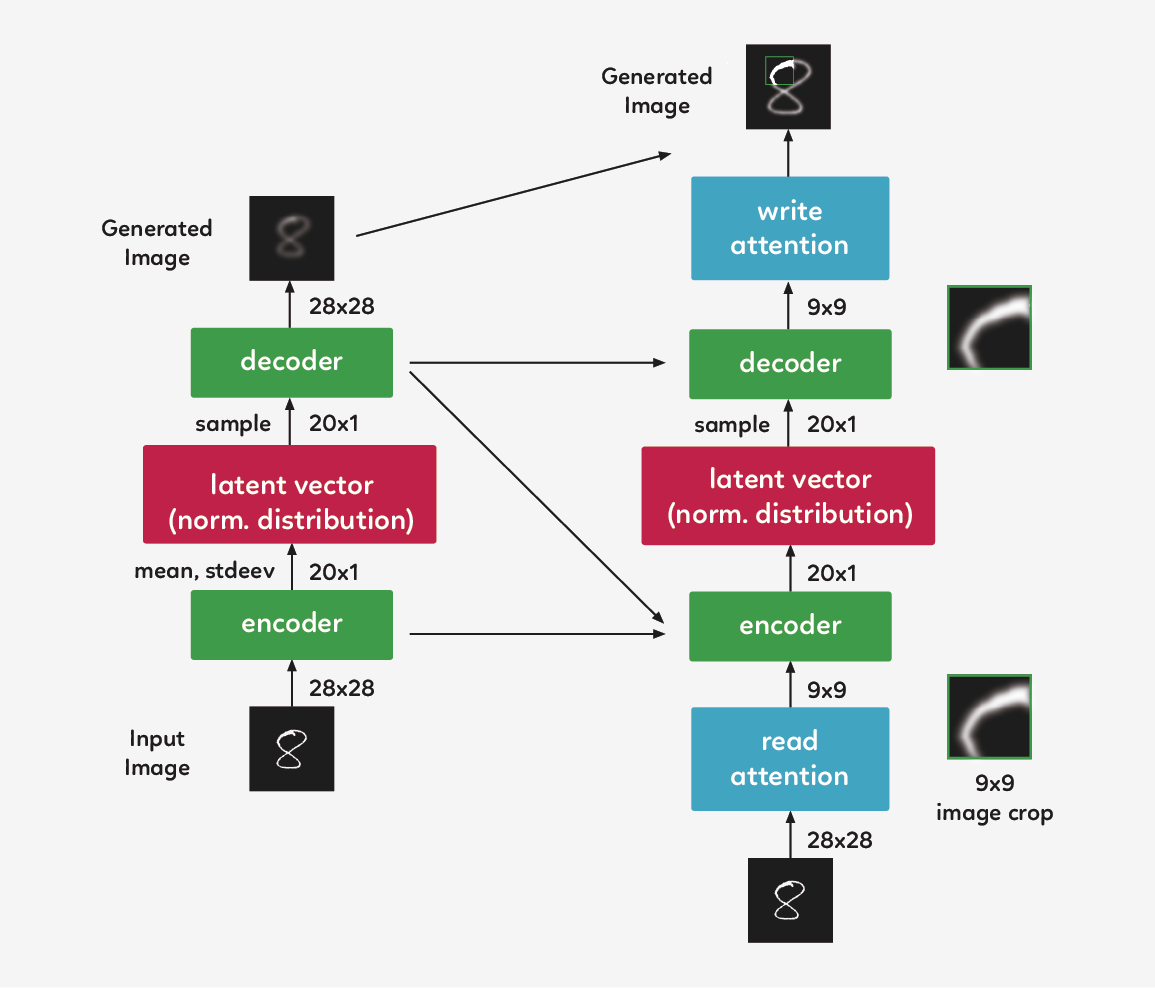 Generated
Image
28x28
decoder
sample
20x1
latent vector
(norm. distribution)
mean, stdeev
20x1
encoder
28x28
Input
Image
Generated
Image
write
attention
9x9
decoder
sample
20x1
latent vector
(norm. distribution)
20x1
encoder
9x9
read
attention
9x9
image crop
28x28